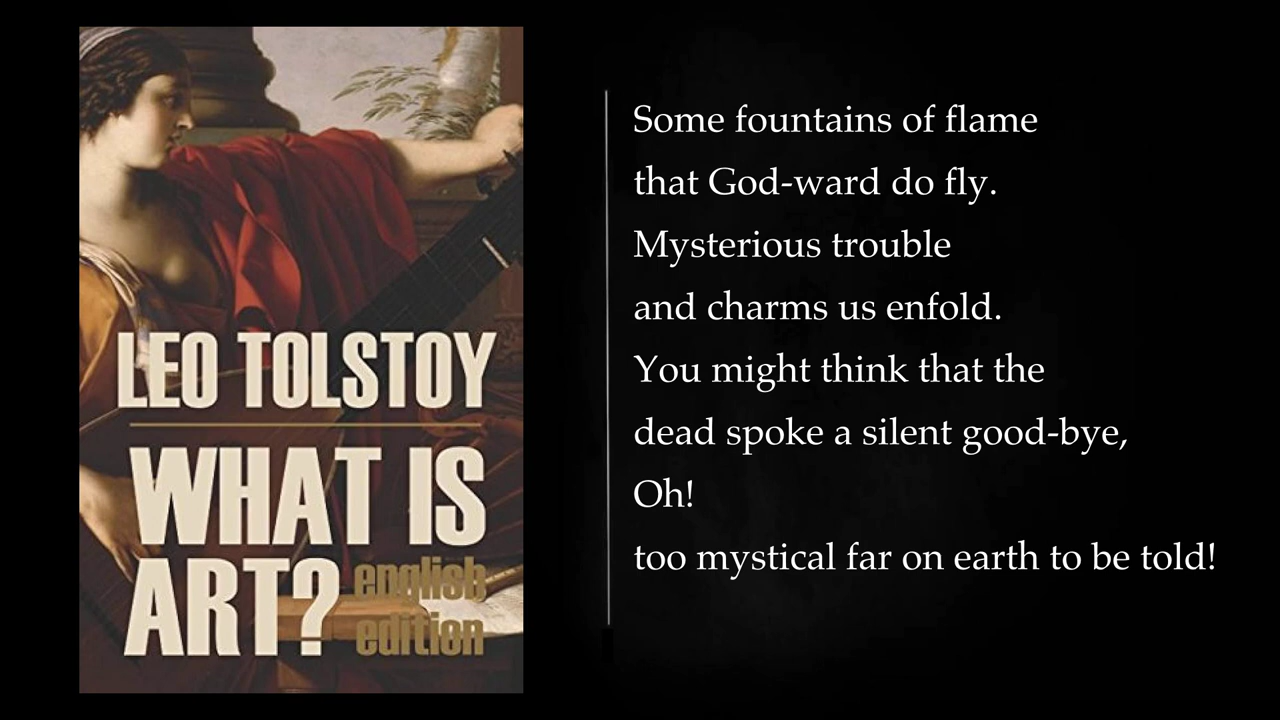 LEO TOLSTOY
WHAT IS
ART?
english
edition
Some fountains of flame
that God-ward do fly.
Mysterious trouble
and charms us enfold.
You might think that the
dead spoke a silent good-bye,
Oh!
too mystical far on earth to be told!